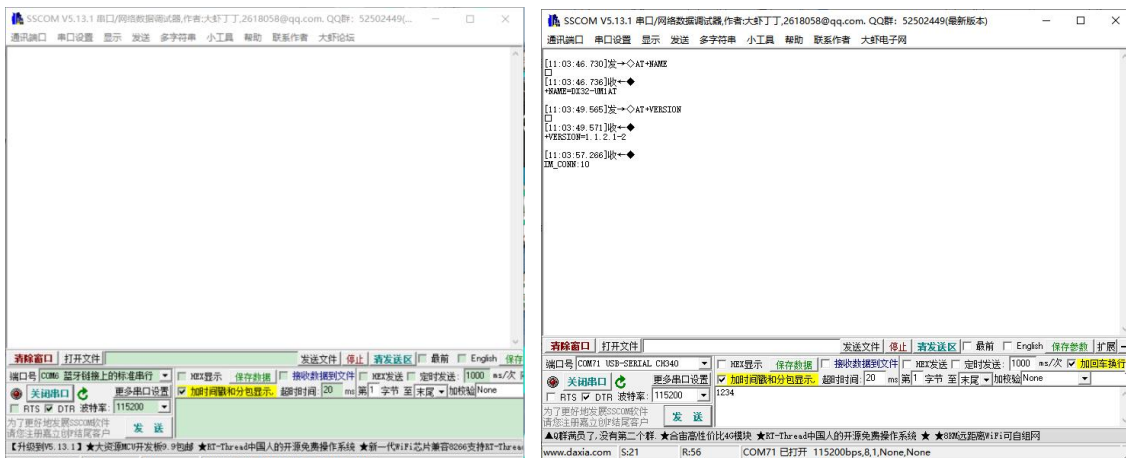 SSCOM V5.13.1 串口/网络数据调试器,作者:大虾丁丁,2618058@qq.com. QQ群: 52502449(...
通讯端口 串口设置 显示 发送 多字符串 小工具 帮助 联系作者 大虾论坛
清除窗口 打开文件 发送文件 停止 清发送区 最前 English 保存
端口号 COM6 蓝牙链接上的标准串行 HEX显示 保存数据 接收数据到文件 HEX发送 定时发送: 1000 ms/次
关闭串口 更多串口设置 加时间戳和分包显示, 超时时间: 20 ms 第1 字节 至 末尾 加校验 None
RTS DTR 波特率: 115200
为了更好地发展SSCOM软件
请您注册嘉立创F结尾客户 发 送
【升级到V5.13.1】★大资源MCU开发板9.9包邮 ★RT-Thread中国人的开源免费操作系统 ★新一代WiFi芯片兼容8266支持RT-Threa
SSCOM V5.13.1 串口/网络数据调试器,作者:大虾丁丁,2618058@qq.com. QQ群: 52502449(最新版本)
通讯端口 串口设置 显示 发送 多字符串 小工具 帮助 联系作者 大虾电子网
[11:03:46.730]发→◇AT+NAME
□
[11:03:46.736]收←◆
+NAME=DX32-UM1AT
[11:03:49.565]发→◇AT+VERSION
□
[11:03:49.571]收←◆
+VERSION=1.1.2.1-2
[11:03:57.266]收←◆
IM_CONN:10
清除窗口 打开文件 发送文件 停止 清发送区 最前 English 保存参数 扩展 —
端口号 COM71 USB-SERIAL CH340 HEX显示 保存数据 接收数据到文件 HEX发送 定时发送: 1000 ms/次 加回车换行
关闭串口 更多串口设置 加时间戳和分包显示, 超时时间: 20 ms 第1 字节 至 末尾 加校验 None
RTS DTR 波特率: 115200 1234
为了更好地发展SSCOM软件
请您注册嘉立创F结尾客户 发 送
▲Q群满员了,没有第二个群. ★合宙高性价比4G模块 ★RT-Thread中国人的开源免费操作系统 ★ ★8KM远距离WiFi可自组网
www.daxia.com S:21 R:56 COM71 已打开 115200bps,8,1,None,None